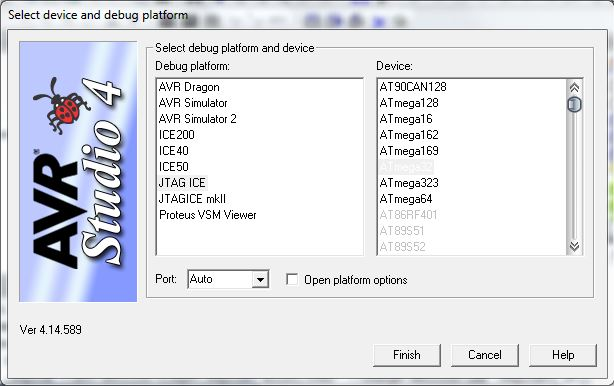 Select device and debug platform
AVR Studio 4
Select debug platform and device
Debug platform:
AVR Dragon
AVR Simulator
AVR Simulator 2
ICE200
ICE40
ICE50
JTAG ICE
JTAGICE mkII
Proteus VSM Viewer
Device:
AT90CAN128
ATmega128
ATmega16
ATmega162
ATmega169
ATmega32
ATmega323
ATmega64
AT86RF401
AT89S51
AT89S52
Port: Auto
Open platform options
Ver 4.14.589
Finish Cancel Help